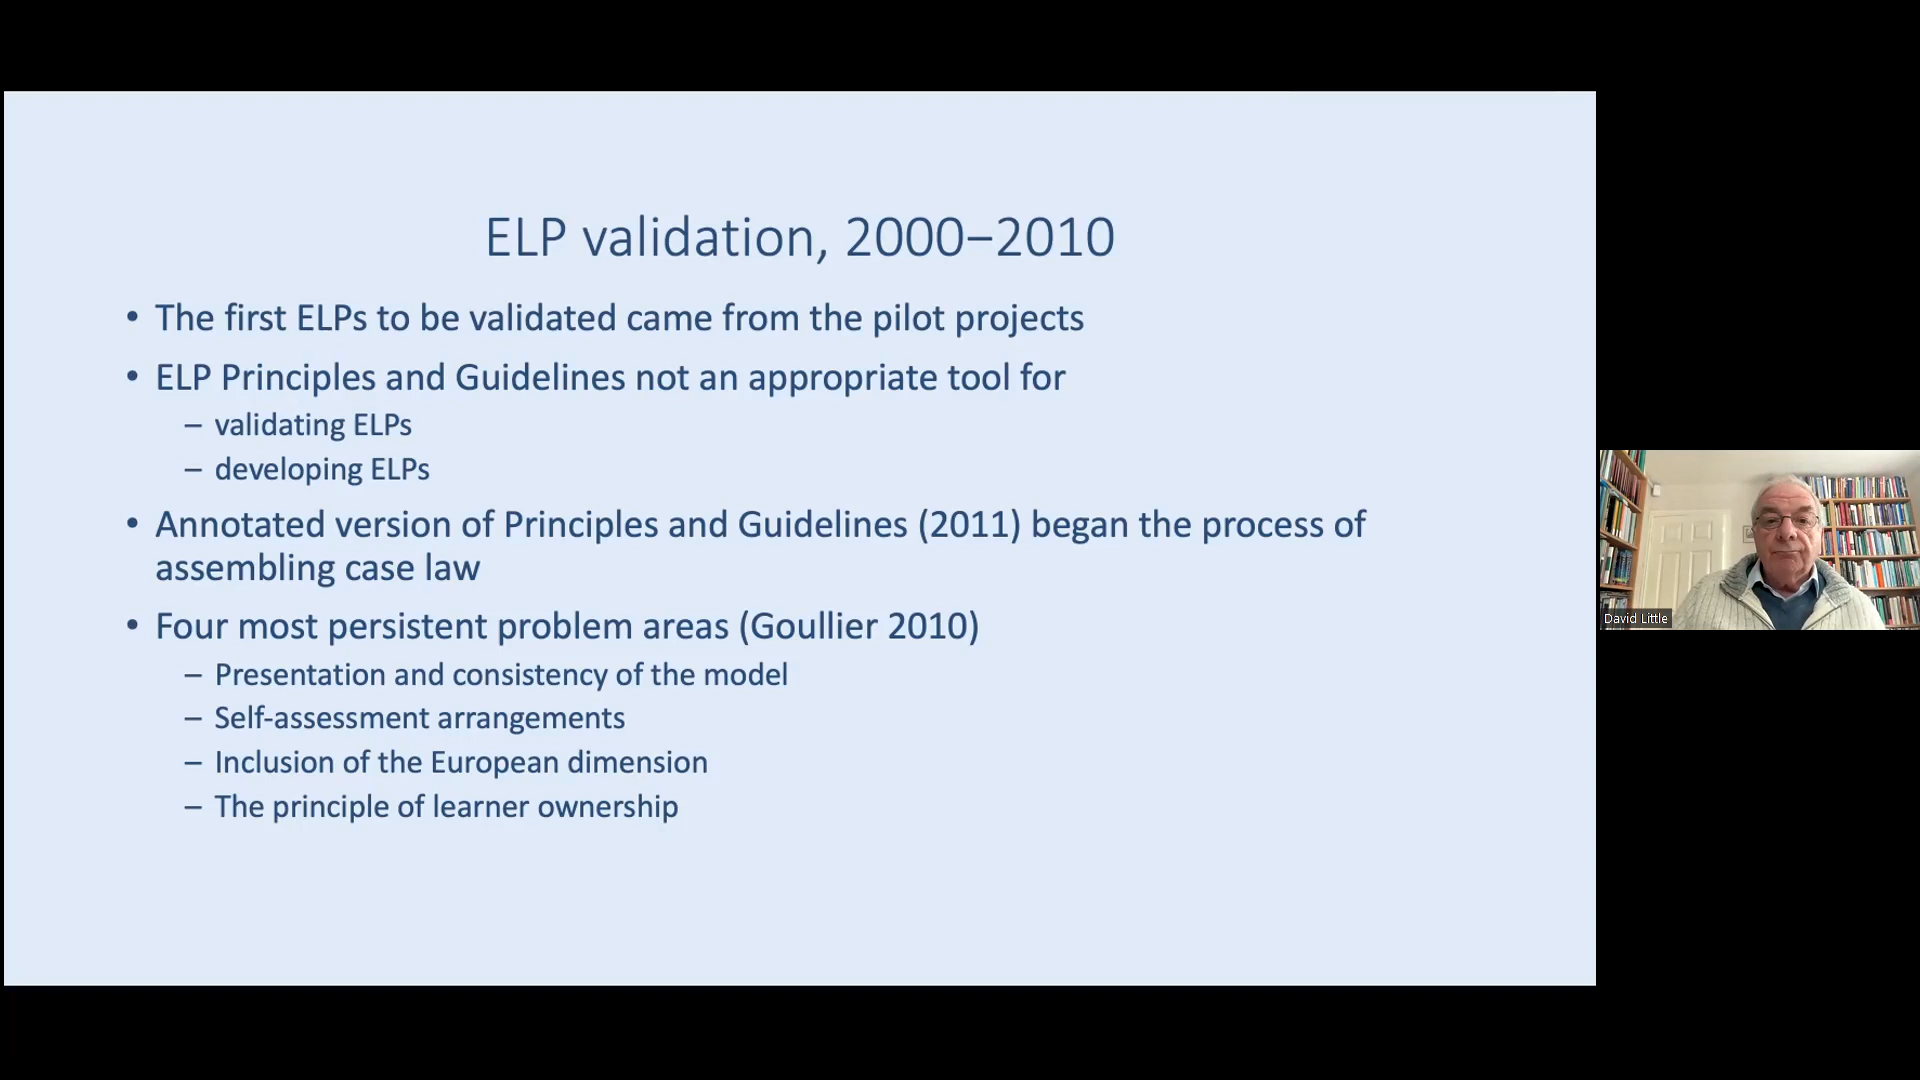 ELP validation, 2000–2010
• The first ELPs to be validated came from the pilot projects
• ELP Principles and Guidelines not an appropriate tool for
– validating ELPs
– developing ELPs
• Annotated version of Principles and Guidelines (2011) began the process of
assembling case law
• Four most persistent problem areas (Goullier 2010)
– Presentation and consistency of the model
– Self-assessment arrangements
– Inclusion of the European dimension
– The principle of learner ownership
David Little